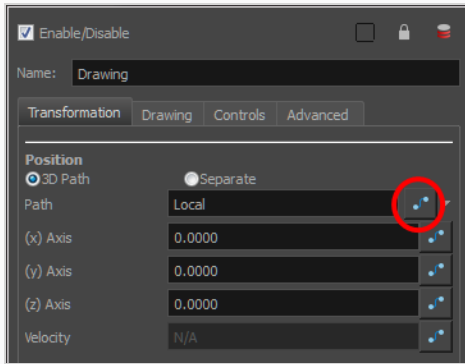 Enable/Disable
Name: Drawing
Transformation Drawing Controls Advanced
Position
3D Path Separate
Path Local
(x) Axis 0.0000
(y) Axis 0.0000
(z) Axis 0.0000
Velocity N/A